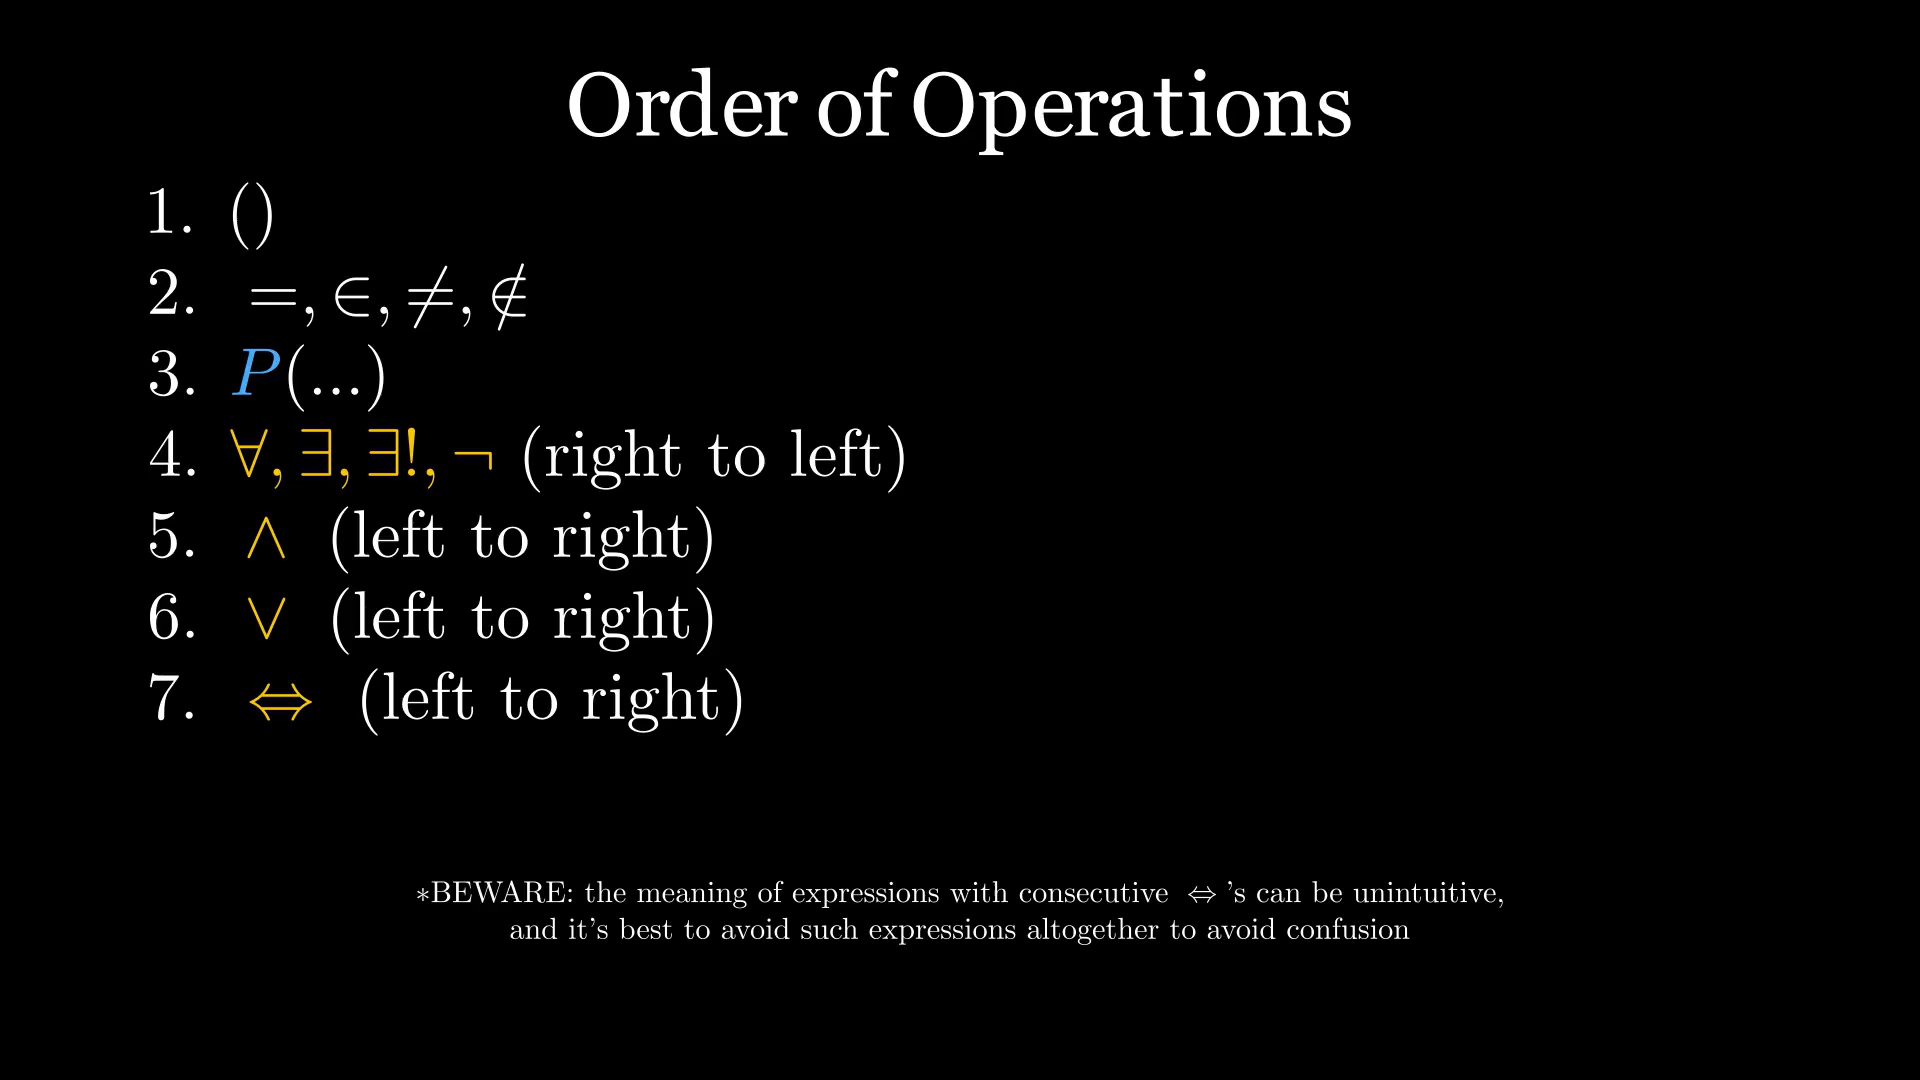 Order of Operations
1. ()
2. =, ∈, ≠, ∉
3. P(...)
4. ∀, ∃, ∃!, ¬ (right to left)
5. ∧ (left to right)
6. ∨ (left to right)
7. ⇔ (left to right)
*BEWARE: the meaning of expressions with consecutive ⇔ 's can be unintuitive,
and it's best to avoid such expressions altogether to avoid confusion